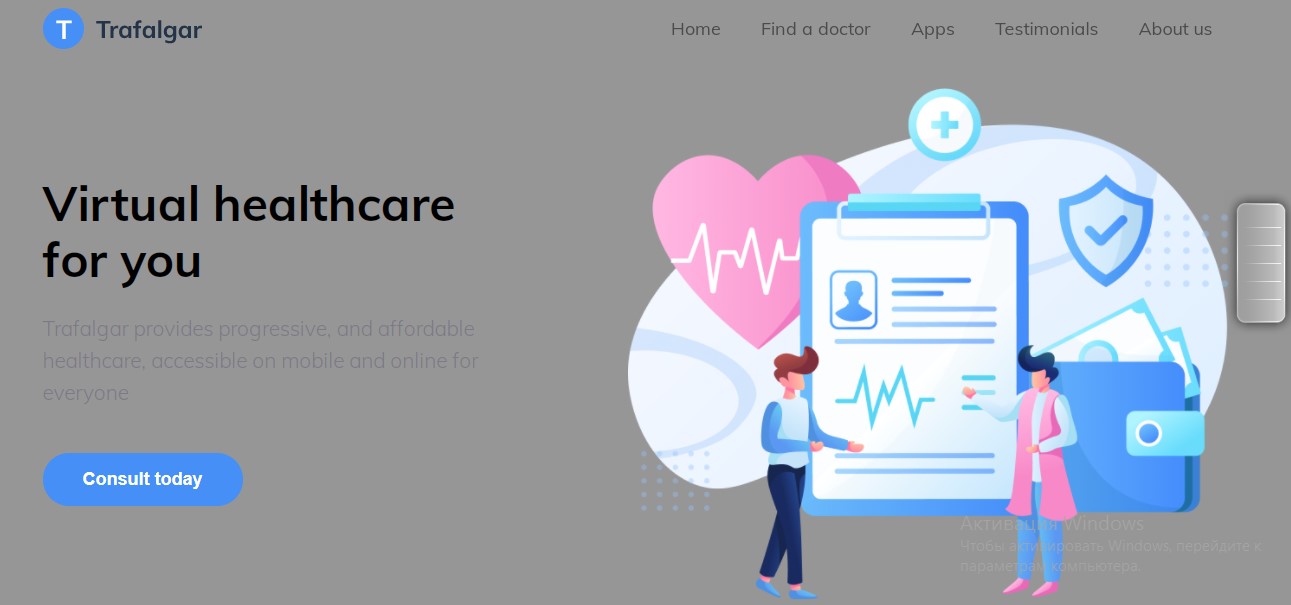 T Trafalgar
Home Find a doctor Apps Testimonials About us
Virtual healthcare
for you
Trafalgar provides progressive, and affordable
healthcare, accessible on mobile and online for
everyone
Consult today
Активация Windows
Чтобы активировать Windows, перейдите к
параметрам компьютера.